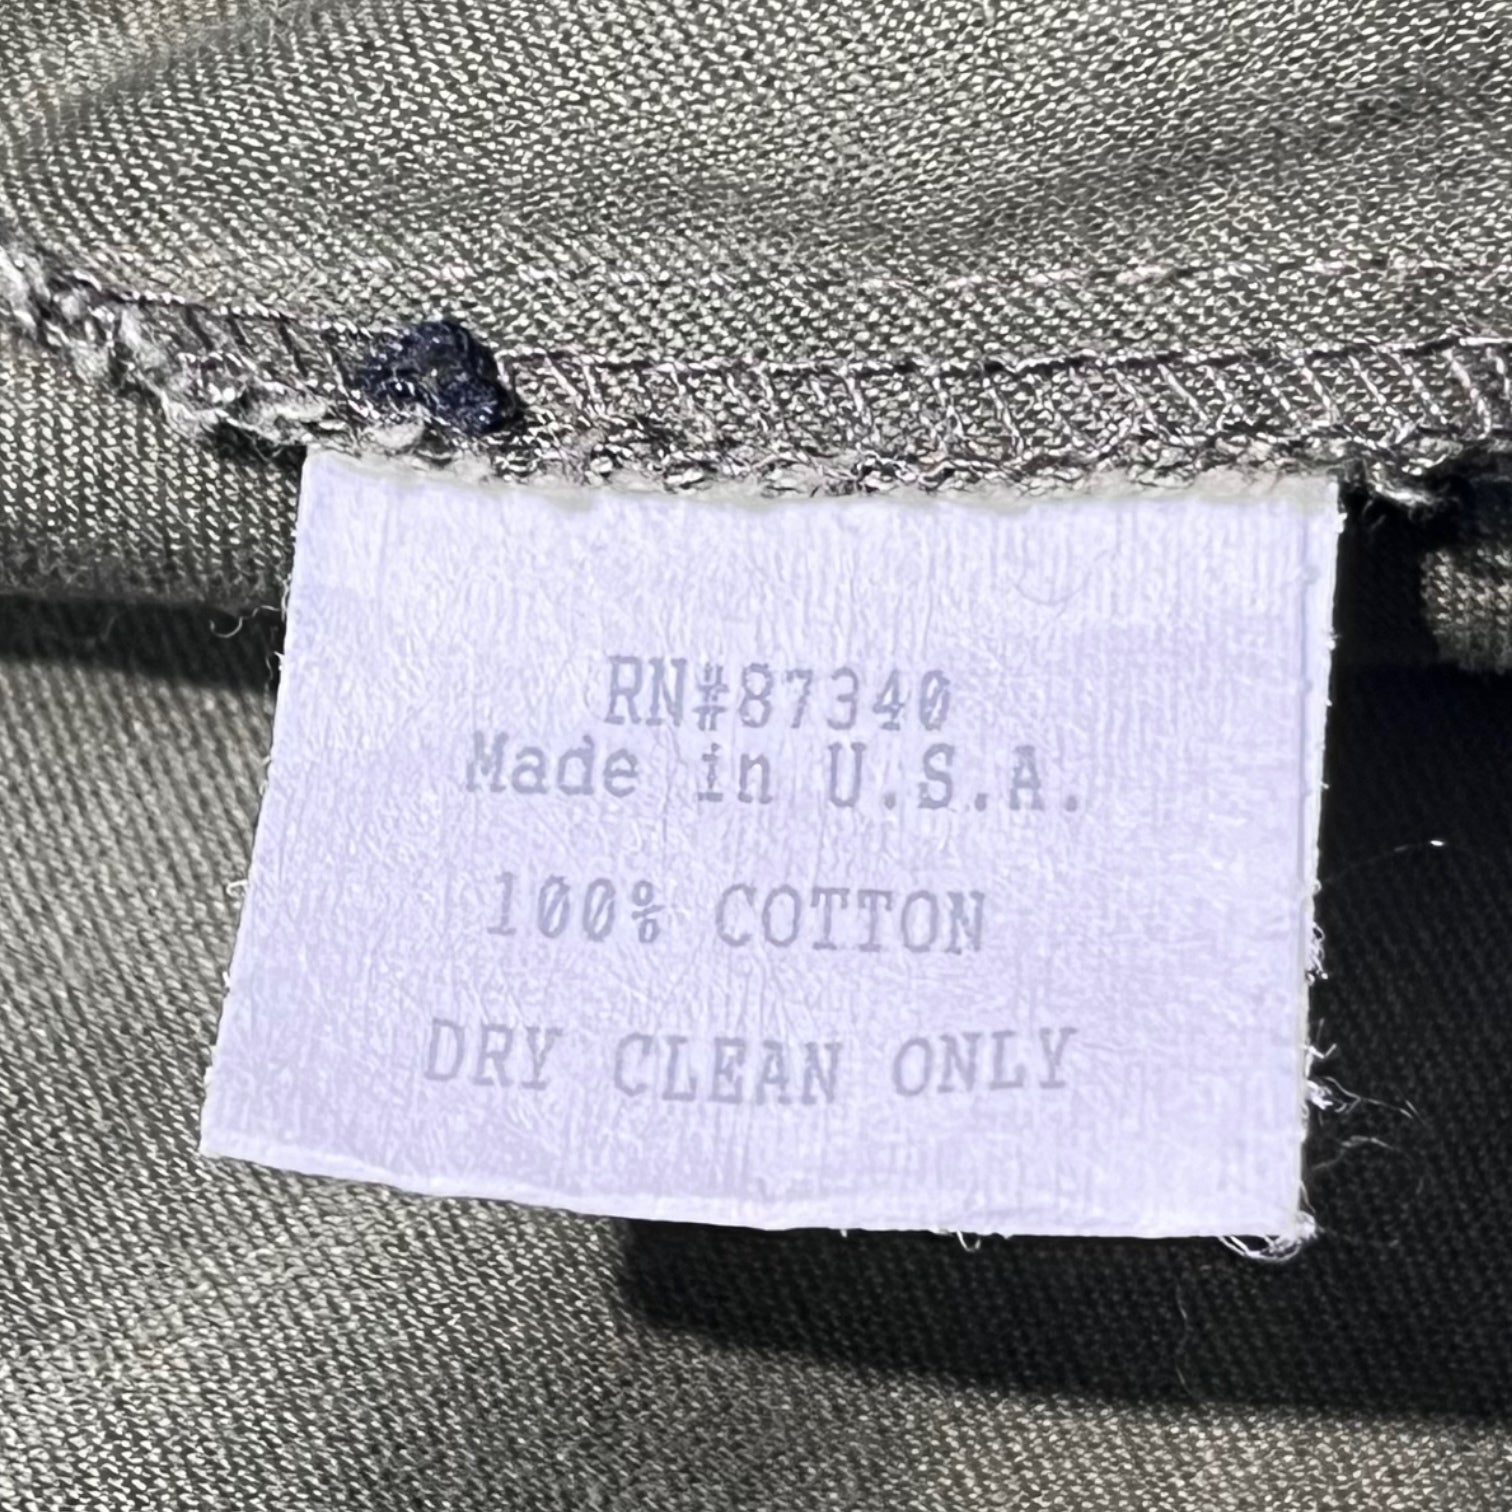 RN#87340
Made in U.S.A.
100% COTTON
DRY CLEAN ONLY